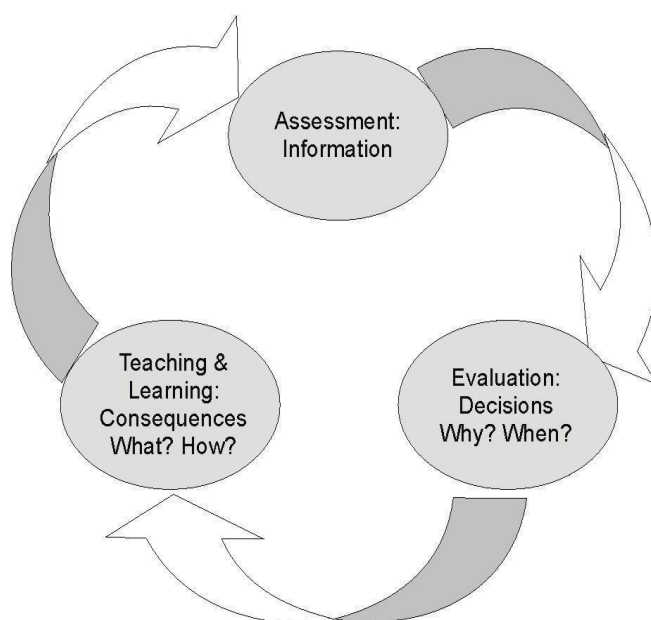 Assessment:
Information
Teaching &
Learning:
Consequences
What? How?
Evaluation:
Decisions
Why? When?